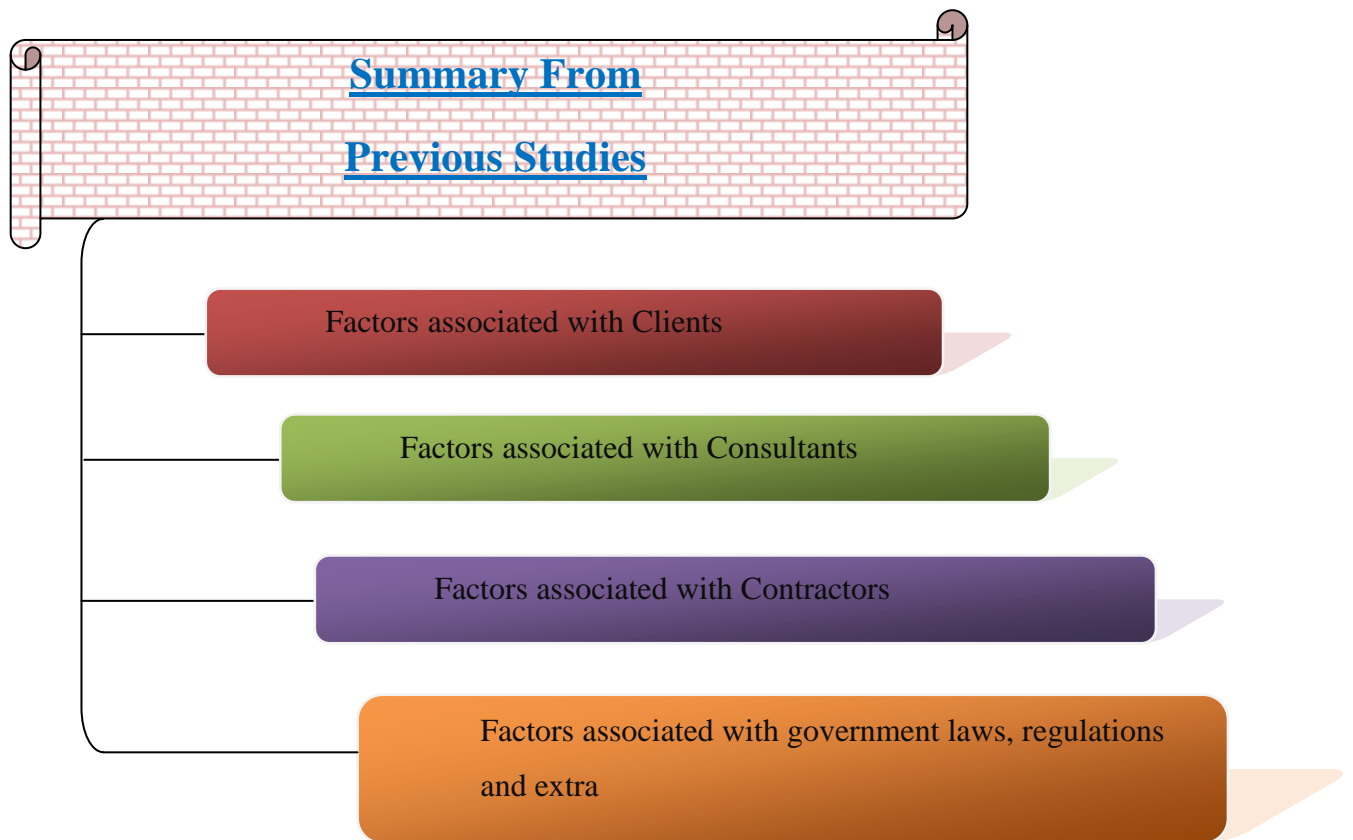 Summary From
Previous Studies
Factors associated with Clients
Factors associated with Consultants
Factors associated with Contractors
Factors associated with government laws, regulations
and extra